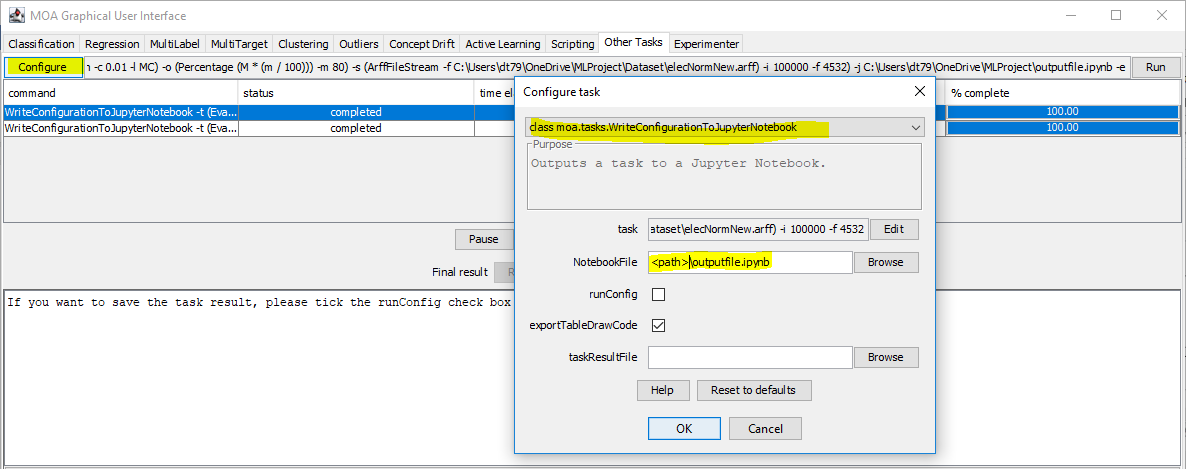 MOA Graphical User Interface
Classification Regression MultiLabel MultiTarget Clustering Outliers Concept Drift Active Learning Scripting Other Tasks Experimenter
Configure n -c 0.01 -l MC) -o (Percentage (M * (m / 100))) -m 80) -s (ArffFileStream -f C:\Users\dt79\OneDrive\MLProject\Dataset\elecNormNew.arff) -i 100000 -f 4532) -j C:\Users\dt79\OneDrive\MLProject\outputfile.ipynb -e Run
command status time el % complete
WriteConfigurationToJupyterNotebook -t (Eva... completed 100.00
WriteConfigurationToJupyterNotebook -t (Eva... completed 100.00
Pause
Final result
If you want to save the task result, please tick the runConfig check box
Configure task
class moa.tasks.WriteConfigurationToJupyterNotebook
Purpose
Outputs a task to a Jupyter Notebook.
task ataset\elecNormNew.arff) -i 100000 -f 4532 Edit
NotebookFile <path>\outputfile.ipynb Browse
runConfig
exportTableDrawCode
taskResultFile Browse
Help Reset to defaults
OK Cancel